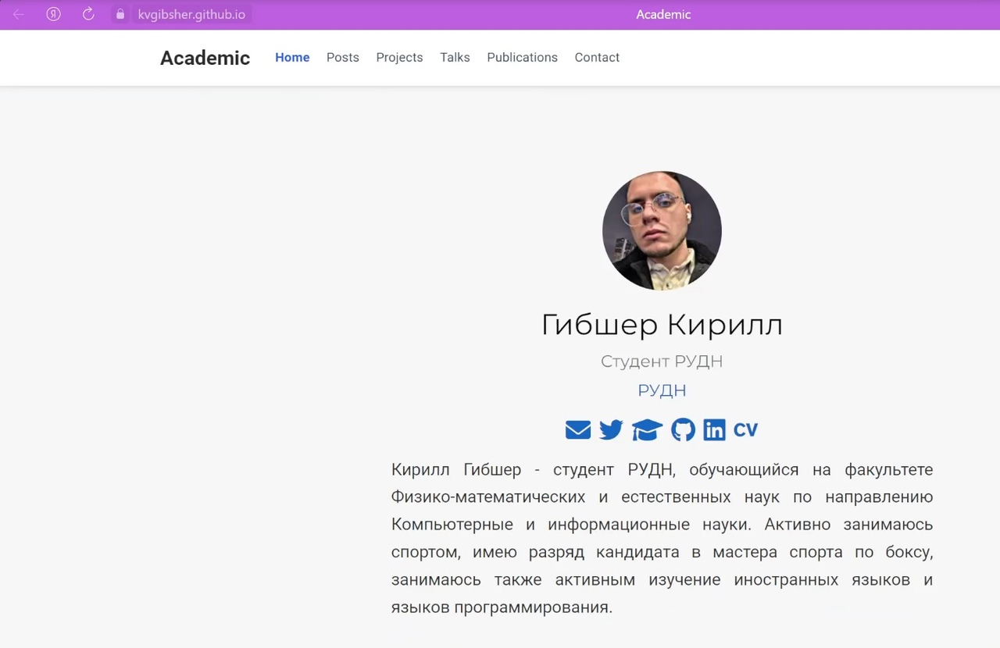 kvgibsher.github.io
Academic
Academic Home Posts Projects Talks Publications Contact
Гибшер Кирилл
Студент РУДН
РУДН
CV
Кирилл Гибшер - студент РУДН, обучающийся на факультете
Физико-математических и естественных наук по направлению
Компьютерные и информационные науки. Активно занимаюсь
спортом, имею разряд кандидата в мастера спорта по боксу,
занимаюсь также активным изучение иностранных языков и
языков программирования.